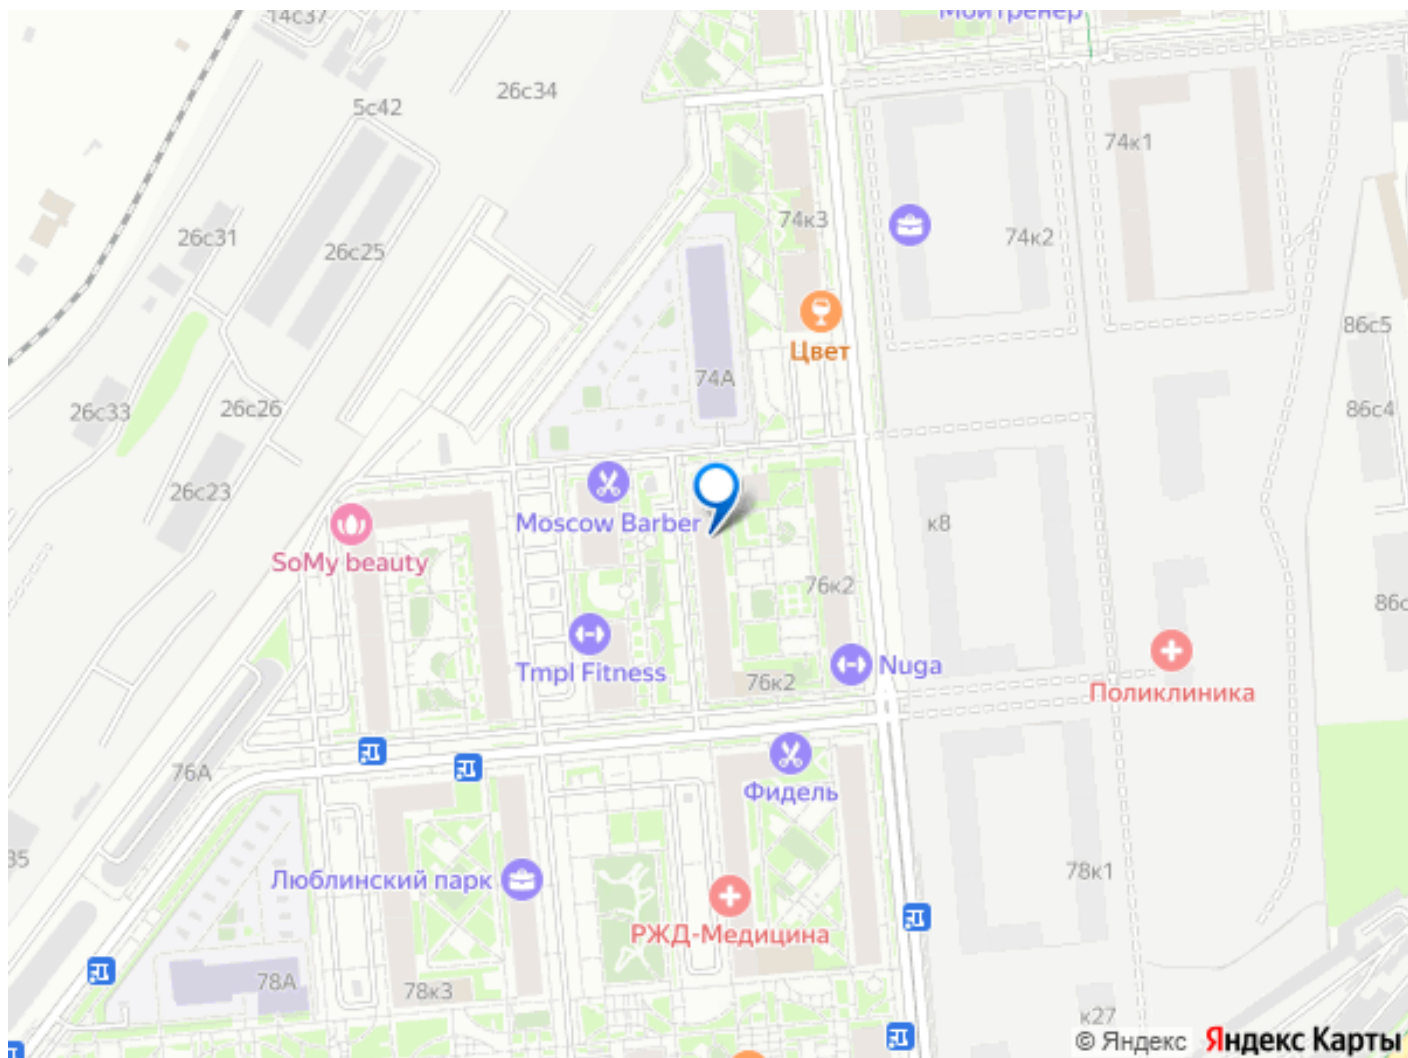 14с37
МойТренер
26с34
5с42
74к1
74к3
26с31
74к2
26с25
86с5
Цвет
74А
26с33
26с26
86с4
26с23
Moscow Barber
к8
SoMy beauty
76к2
86с
Tmpl Fitness
Nuga
76к2
Поликлиника
76А
Фидель
35
78к1
Люблинский парк
РЖД-Медицина
78А
78к3
к27
© Яндекс Яндекс Карты